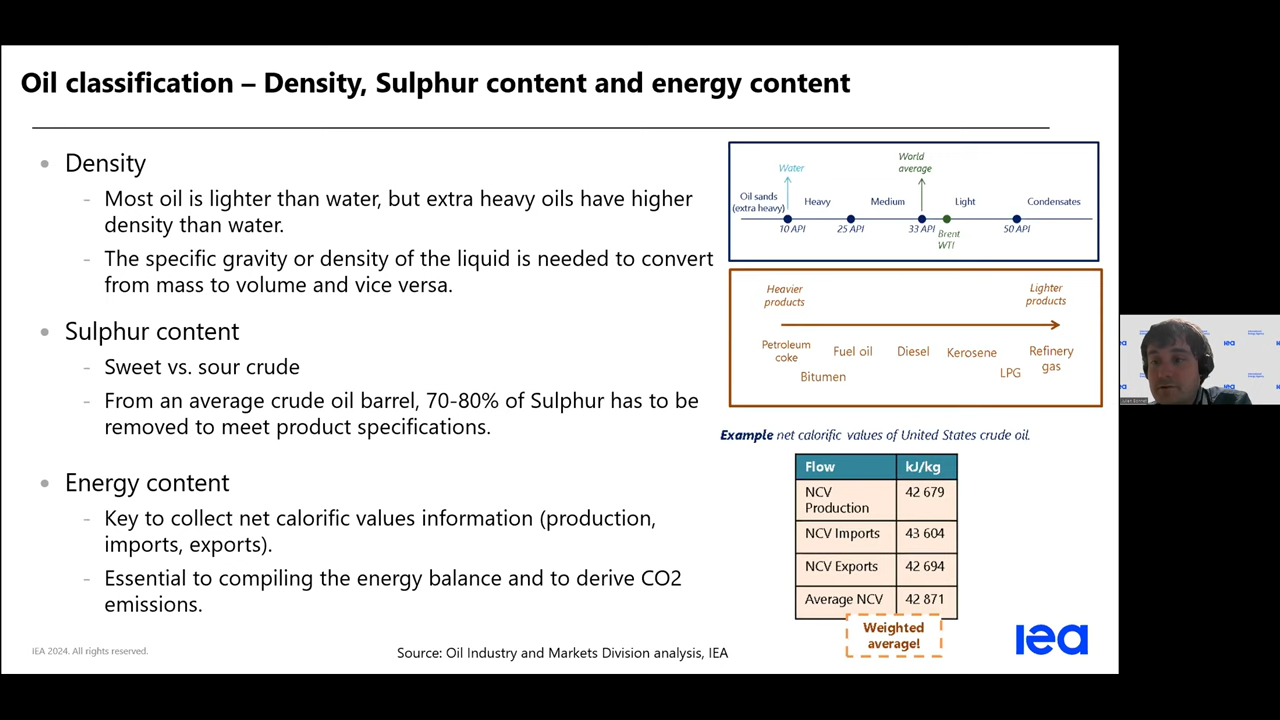 Oil classification – Density, Sulphur content and energy content
• Density
- Most oil is lighter than water, but extra heavy oils have higher
density than water.
- The specific gravity or density of the liquid is needed to convert
from mass to volume and vice versa.
• Sulphur content
- Sweet vs. sour crude
- From an average crude oil barrel, 70-80% of Sulphur has to be
removed to meet product specifications.
• Energy content
- Key to collect net calorific values information (production,
imports, exports).
- Essential to compiling the energy balance and to derive CO2
emissions.
Water
World
average
Oil sands
(extra heavy)
Heavy
Medium
Light
Condensates
10 API
25 API
33 API
Brent
WTI
50 API
Heavier
products
Lighter
products
Petroleum
coke
Bitumen
Fuel oil
Diesel
Kerosene
LPG
Refinery
gas
Example net calorific values of United States crude oil.
Flow kJ/kg
NCV
Production 42 679
NCV Imports 43 604
NCV Exports 42 694
Average NCV 42 871
Weighted
average!
IEA 2024. All rights reserved.
Source: Oil Industry and Markets Division analysis, IEA
iea